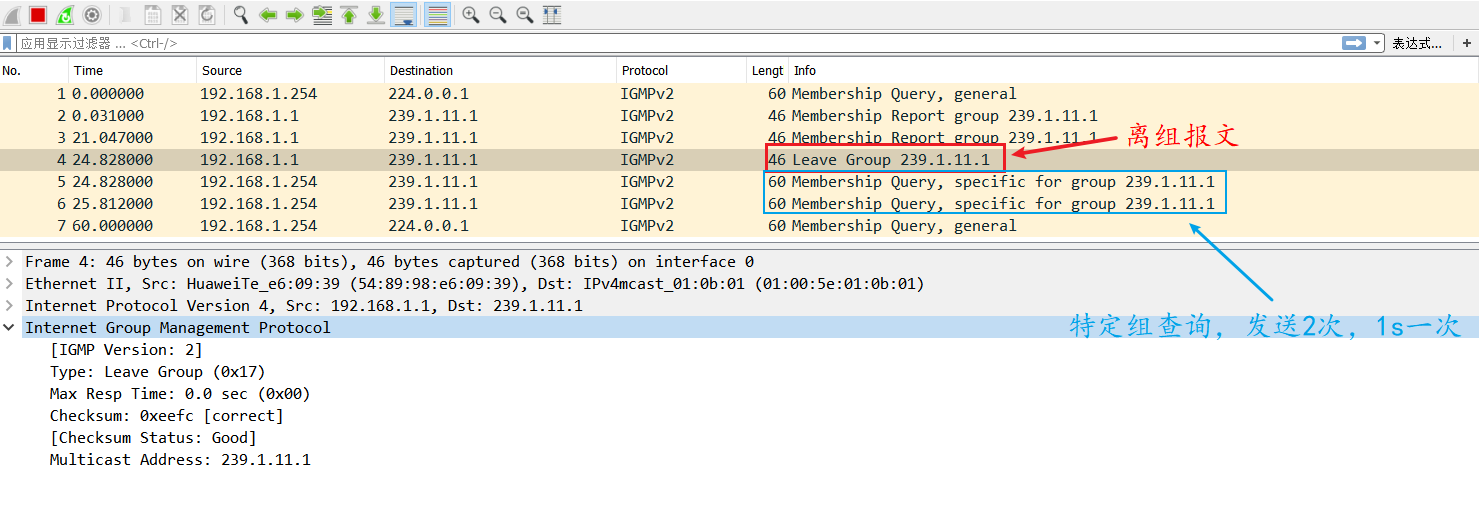 应用显示过滤器 … <Ctrl-/> 表达式… +
No. Time Source Destination Protocol Lengt Info
1 0.000000 192.168.1.254 224.0.0.1 IGMPv2 60 Membership Query, general
2 0.031000 192.168.1.1 239.1.11.1 IGMPv2 46 Membership Report group 239.1.11.1
3 21.047000 192.168.1.1 239.1.11.1 IGMPv2 46 Membership Report group 239.1.11.1
离组报文
4 24.828000 192.168.1.1 239.1.11.1 IGMPv2 46 Leave Group 239.1.11.1
5 24.828000 192.168.1.254 239.1.11.1 IGMPv2 60 Membership Query, specific for group 239.1.11.1
6 25.812000 192.168.1.254 239.1.11.1 IGMPv2 60 Membership Query, specific for group 239.1.11.1
7 60.000000 192.168.1.254 224.0.0.1 IGMPv2 60 Membership Query, general
Frame 4: 46 bytes on wire (368 bits), 46 bytes captured (368 bits) on interface 0
Ethernet II, Src: HuaweiTe_e6:09:39 (54:89:98:e6:09:39), Dst: IPv4mcast_01:0b:01 (01:00:5e:01:0b:01)
Internet Protocol Version 4, Src: 192.168.1.1, Dst: 239.1.11.1
Internet Group Management Protocol
特定组查询，发送2次，1s一次
[IGMP Version: 2]
Type: Leave Group (0x17)
Max Resp Time: 0.0 sec (0x00)
Checksum: 0xeefc [correct]
[Checksum Status: Good]
Multicast Address: 239.1.11.1